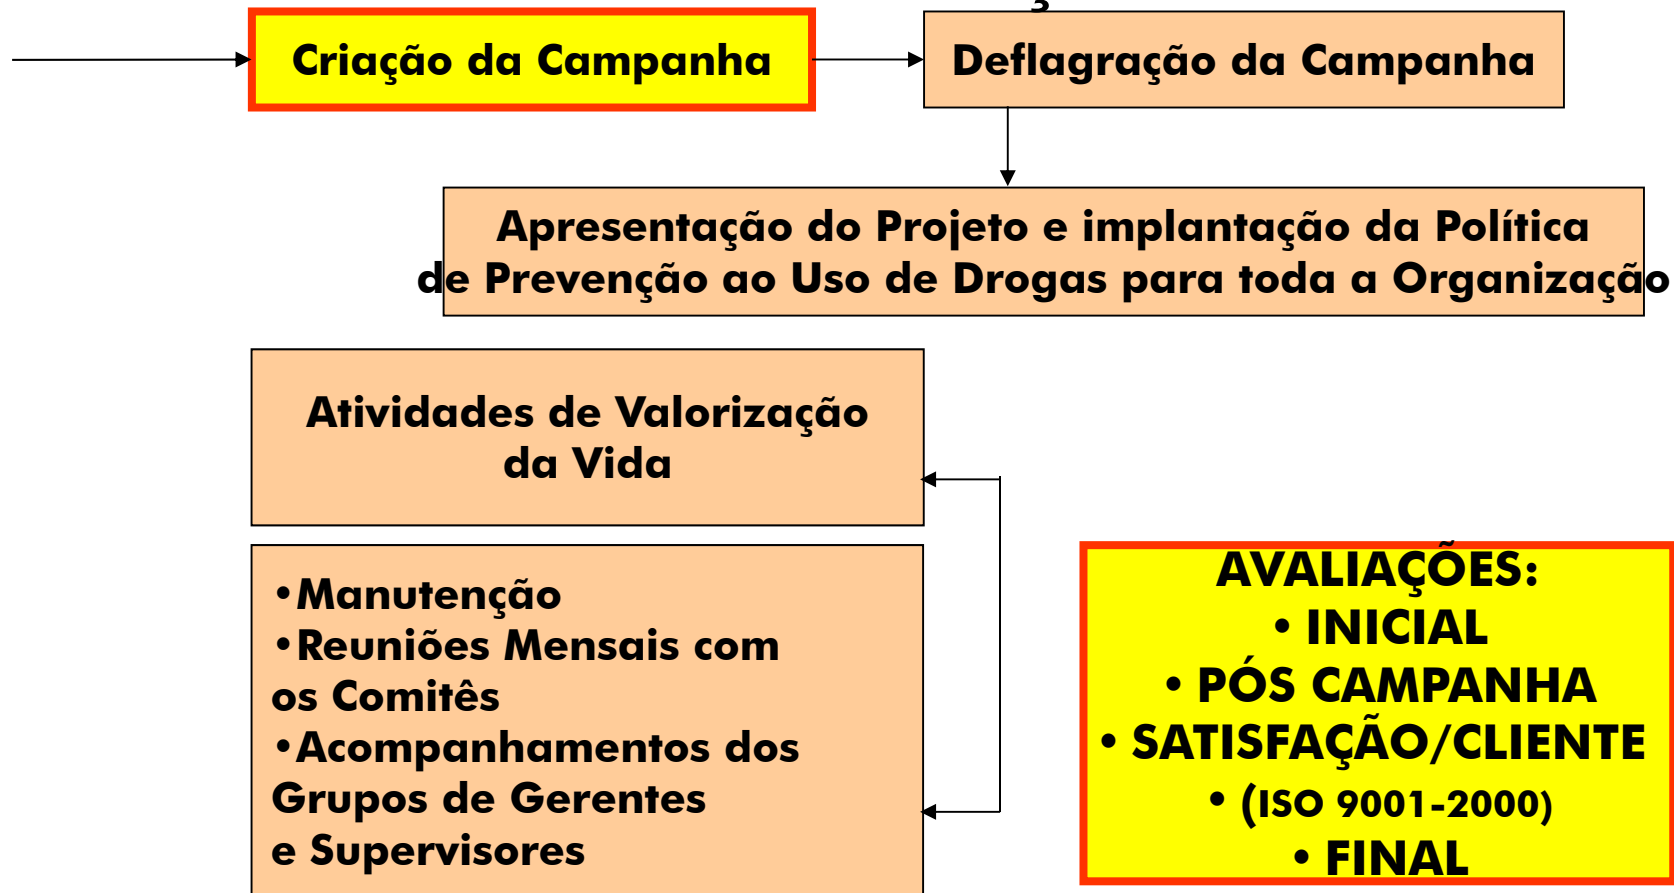 Criação da Campanha
Deflagração da Campanha
Apresentação do Projeto e implantação da Política
de Prevenção ao Uso de Drogas para toda a Organização
Atividades de Valorização
da Vida
•Manutenção
•Reuniões Mensais com
os Comitês
•Acompanhamentos dos
Grupos de Gerentes
e Supervisores
AVALIAÇÕES:
• INICIAL
• PÓS CAMPANHA
• SATISFAÇÃO/CLIENTE
• (ISO 9001-2000)
• FINAL